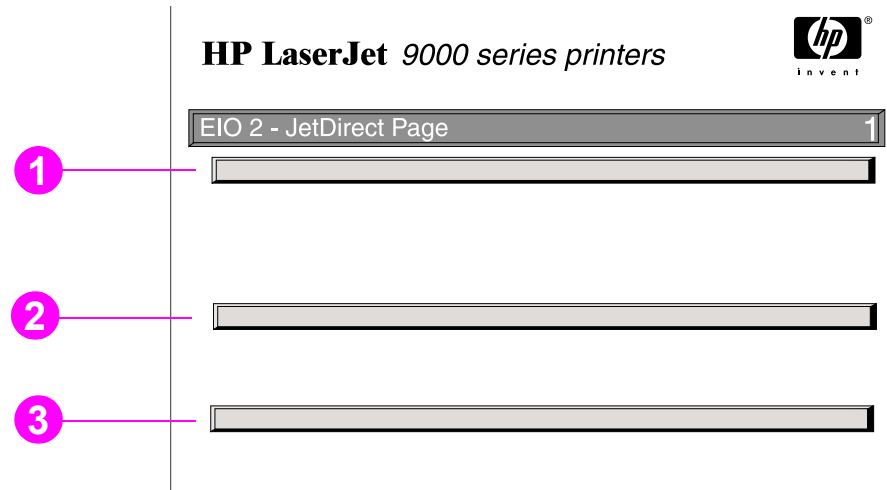 HP LaserJet 9000 series printers
hp®
invent
EIO 2 - JetDirect Page 1
1
2
3